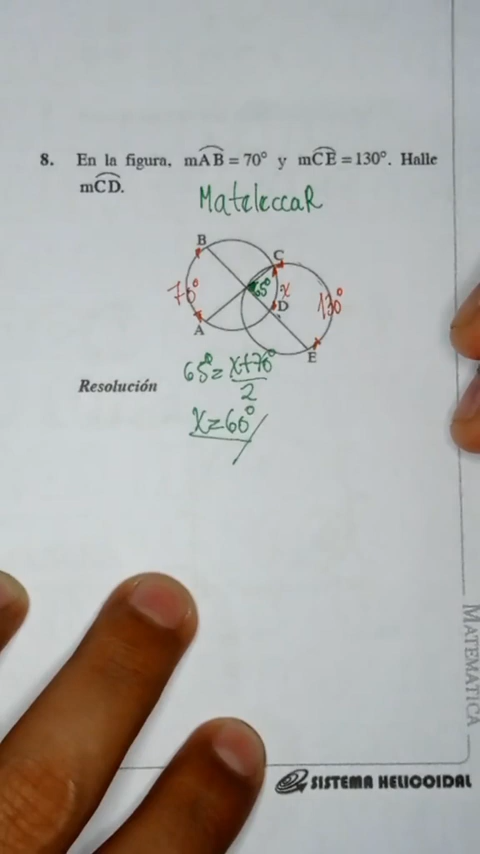 8. En la figura, mAB = 70° y mCE = 130°. Halle
mCD.
MateleccaR
B
C
70°
65°
x
130°
D
A
E
65° = x+70°/2
Resolución
x=60°
MATEMATICA
SISTEMA HELICOIDAL